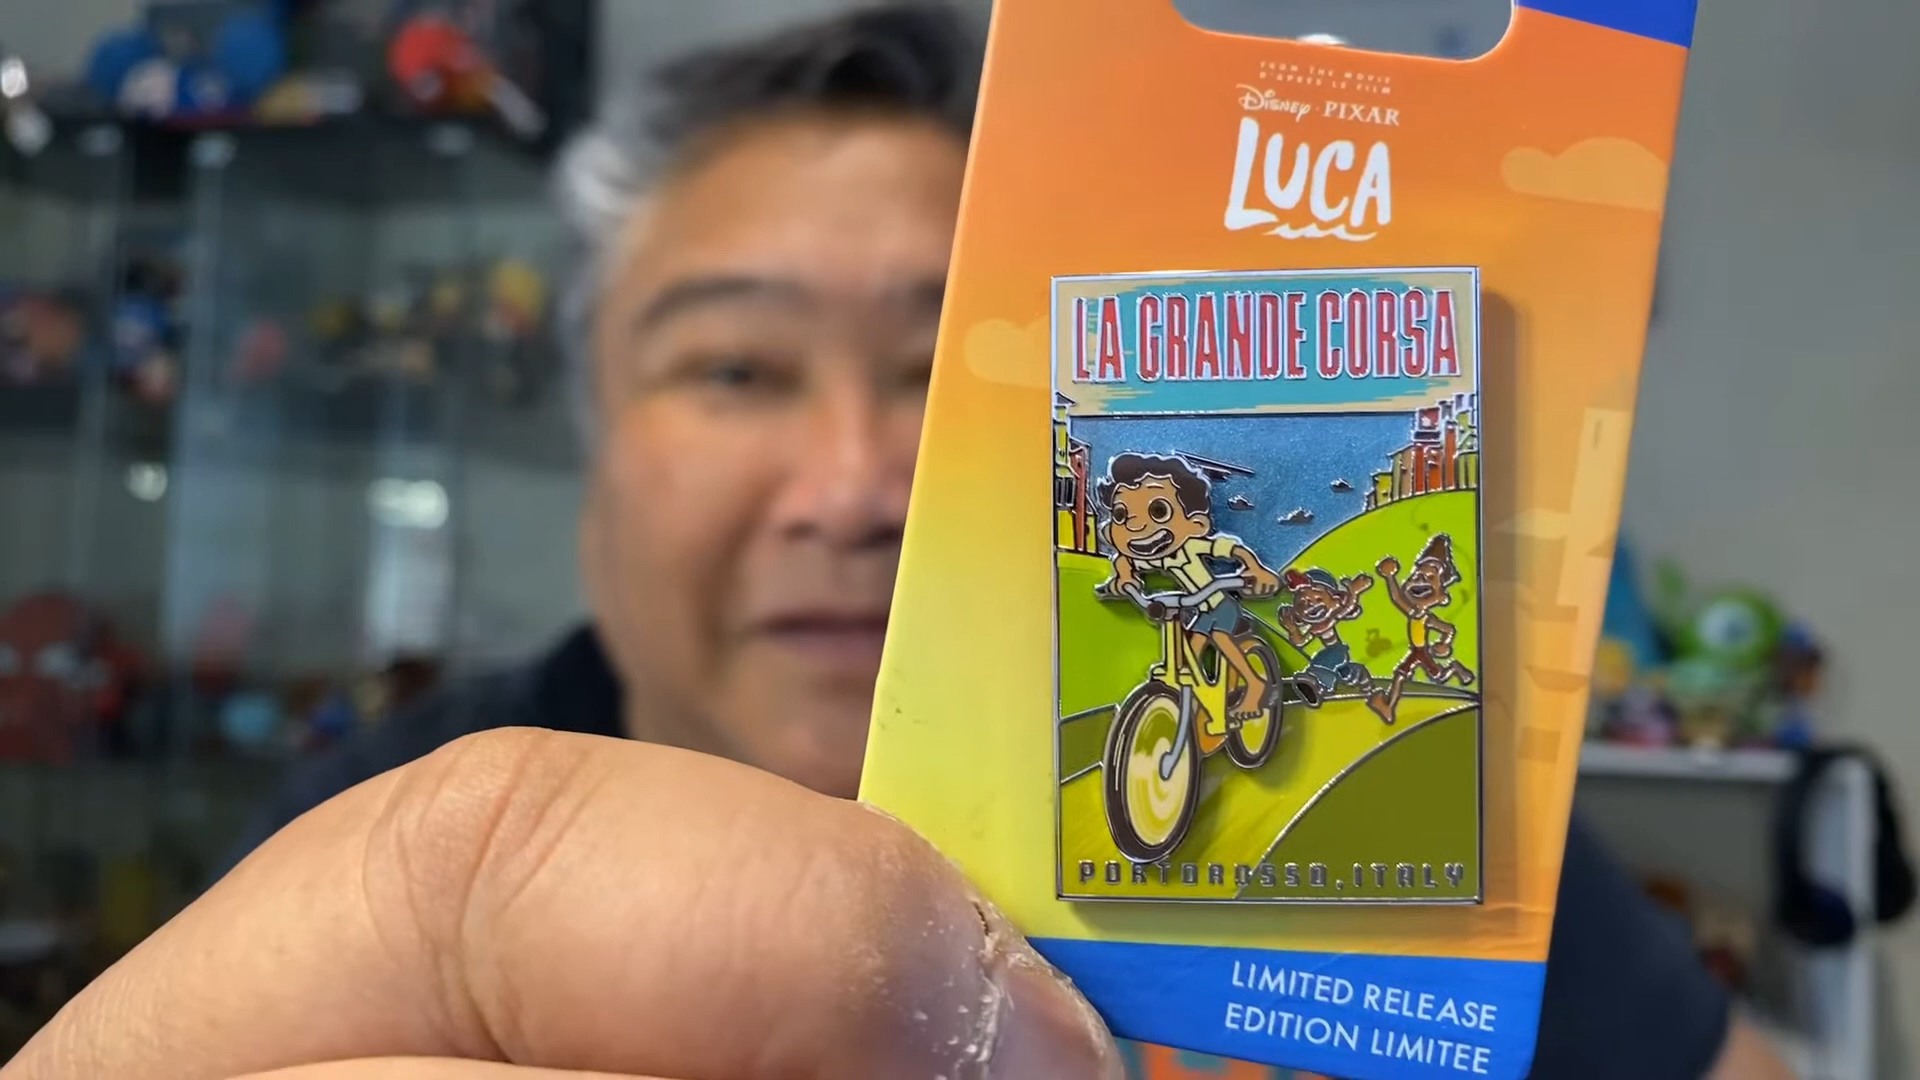 FROM THE MOVIE
D'APRÈS LE FILM
Disney · PIXAR
LUCA
LA GRANDE CORSA
PORTOROSSO, ITALY
LIMITED RELEASE
EDITION LIMITEE